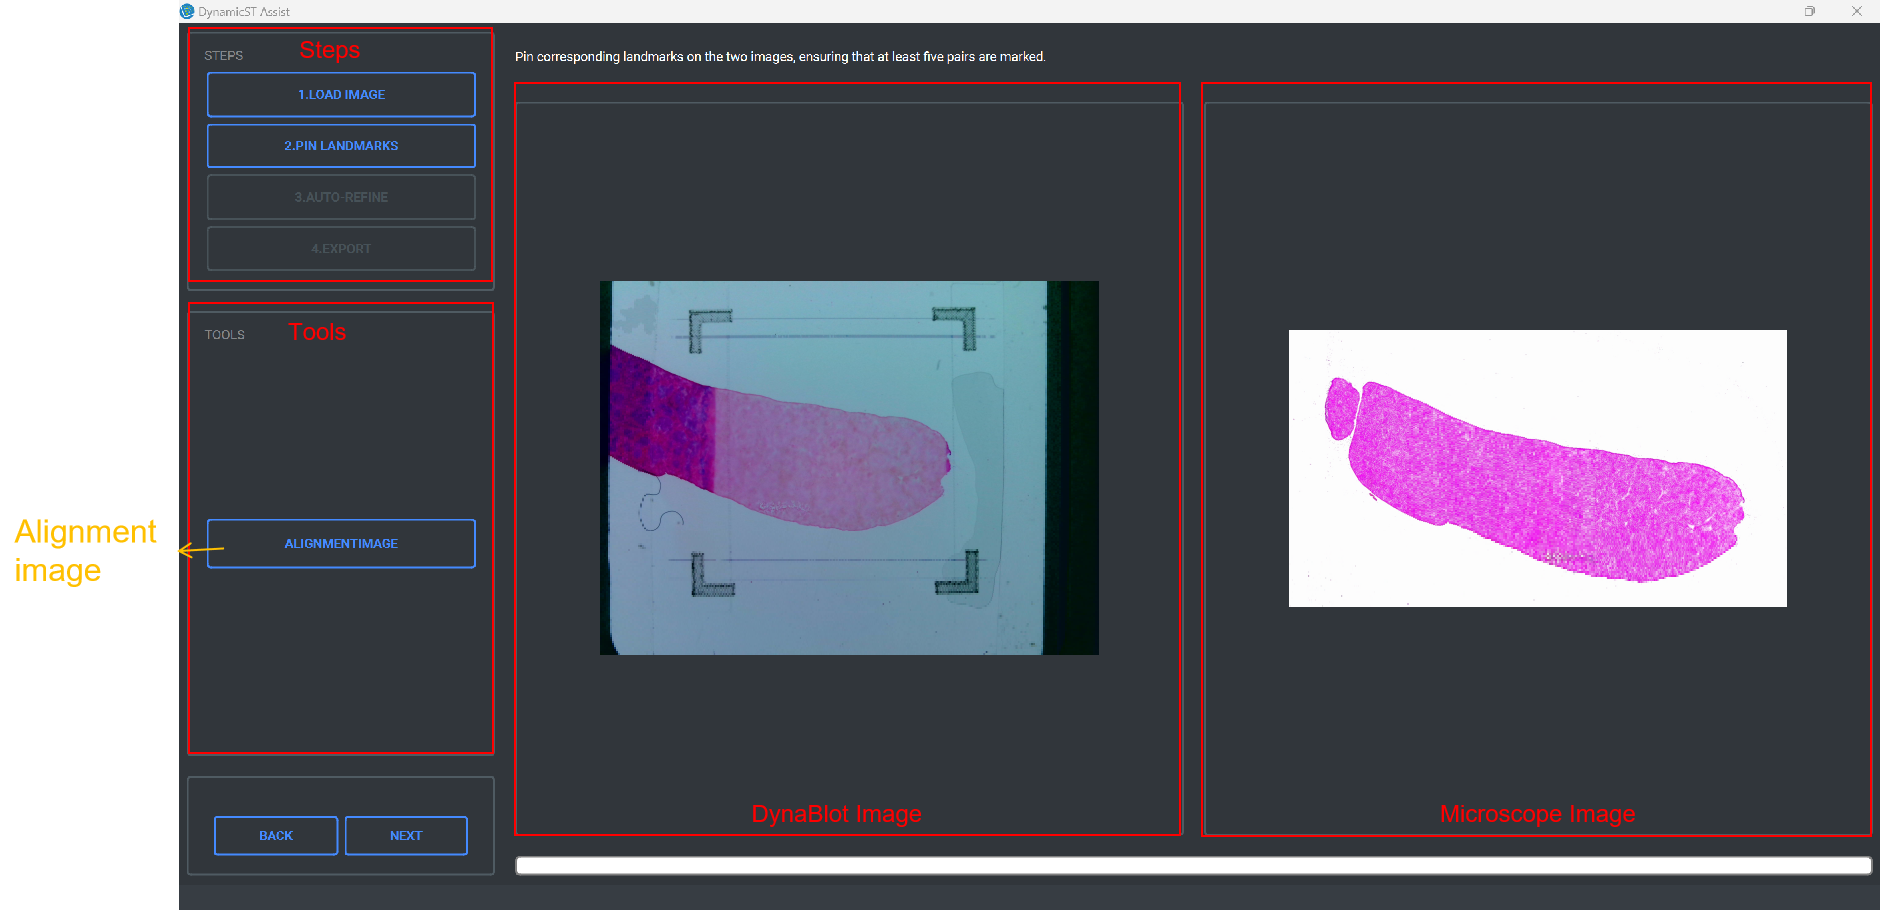 DynamicST Assist
STEPS
Steps
1.LOAD IMAGE
2.PIN LANDMARKS
3.AUTO-REFINE
4.EXPORT
TOOLS
Tools
Alignment
image
ALIGNMENTIMAGE
BACK
NEXT
Pin corresponding landmarks on the two images, ensuring that at least five pairs are marked.
DynaBlot Image
Microscope Image